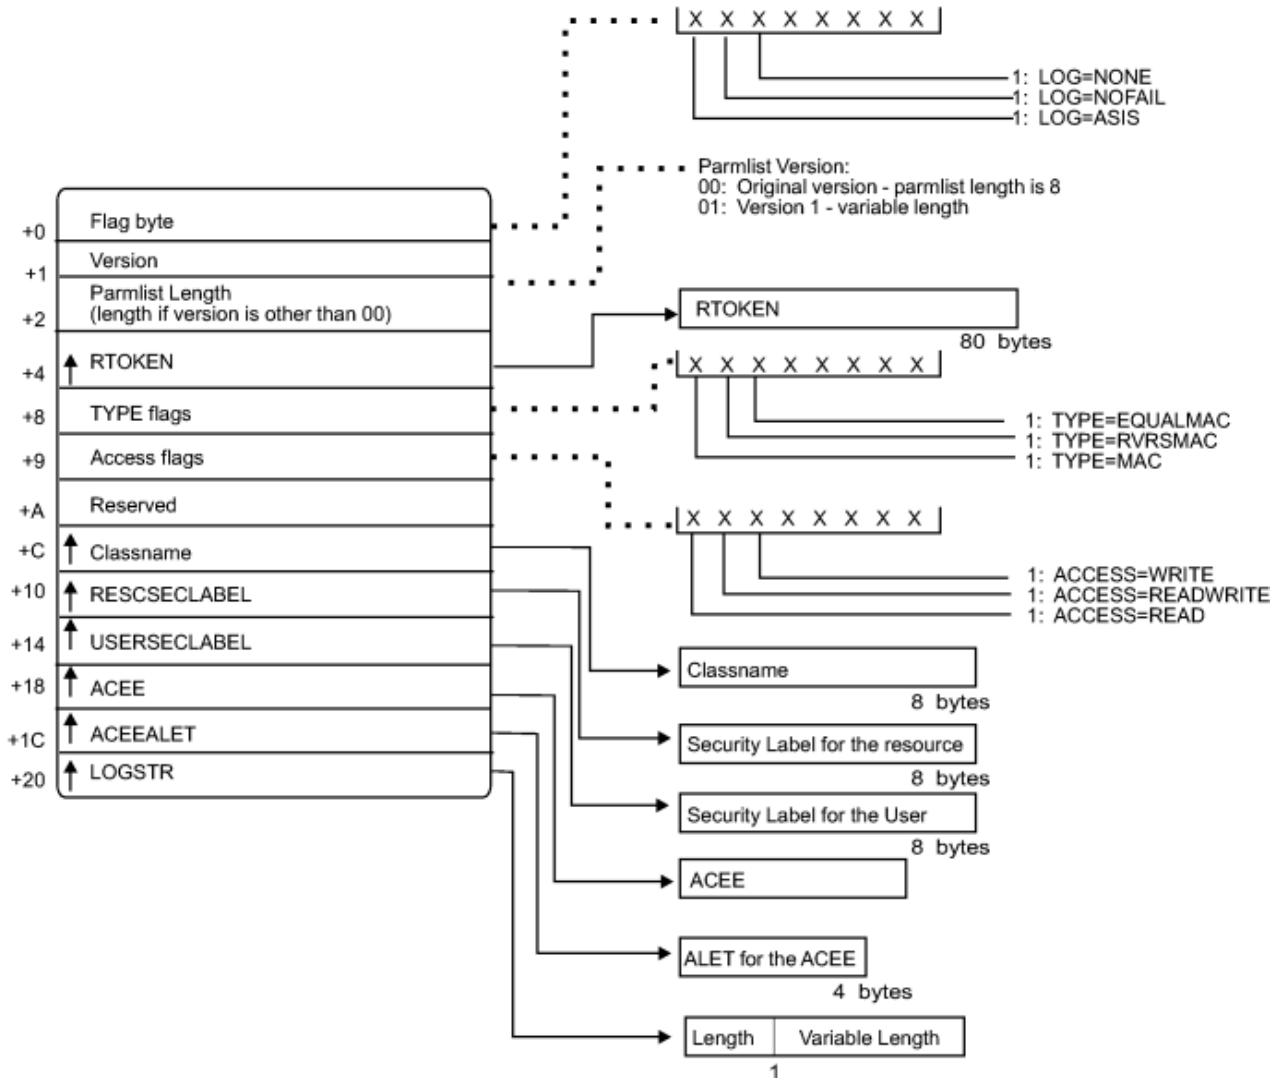 X X X X X X X X
1: LOG=NONE
1: LOG=NOFAIL
1: LOG=ASIS
Parmlist Version:
00: Original version - parmlist length is 8
01: Version 1 - variable length
+0 Flag byte
+1 Version
+2 Parmlist Length
(length if version is other than 00)
+4 RTOKEN
+8 TYPE flags
+9 Access flags
+A Reserved
+C Classname
+10 RESCSECLABEL
+14 USERSECLABEL
+18 ACEE
+1C ACEEALET
+20 LOGSTR
RTOKEN
80 bytes
X X X X X X X X
1: TYPE=EQUALMAC
1: TYPE=RVRSMAC
1: TYPE=MAC
X X X X X X X X
1: ACCESS=WRITE
1: ACCESS=READWRITE
1: ACCESS=READ
Classname
8 bytes
Security Label for the resource
8 bytes
Security Label for the User
8 bytes
ACEE
ALET for the ACEE
4 bytes
Length Variable Length
1